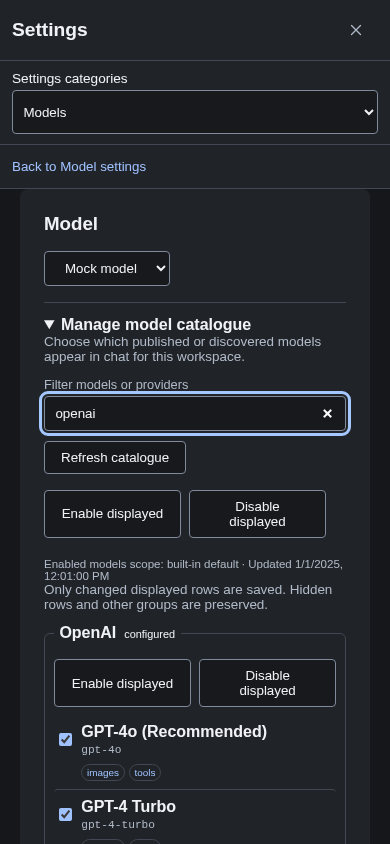 Settings
Settings categories
Models
Back to Model settings
Model
Mock model
Manage model catalogue
Choose which published or discovered models
appear in chat for this workspace.
Filter models or providers
openai
Refresh catalogue
Enable displayed
Disable
displayed
Enabled models scope: built-in default · Updated 1/1/2025,
12:01:00 PM
Only changed displayed rows are saved. Hidden
rows and other groups are preserved.
OpenAI configured
Enable displayed
Disable
displayed
GPT-4o (Recommended)
gpt-4o
images tools
GPT-4 Turbo
gpt-4-turbo